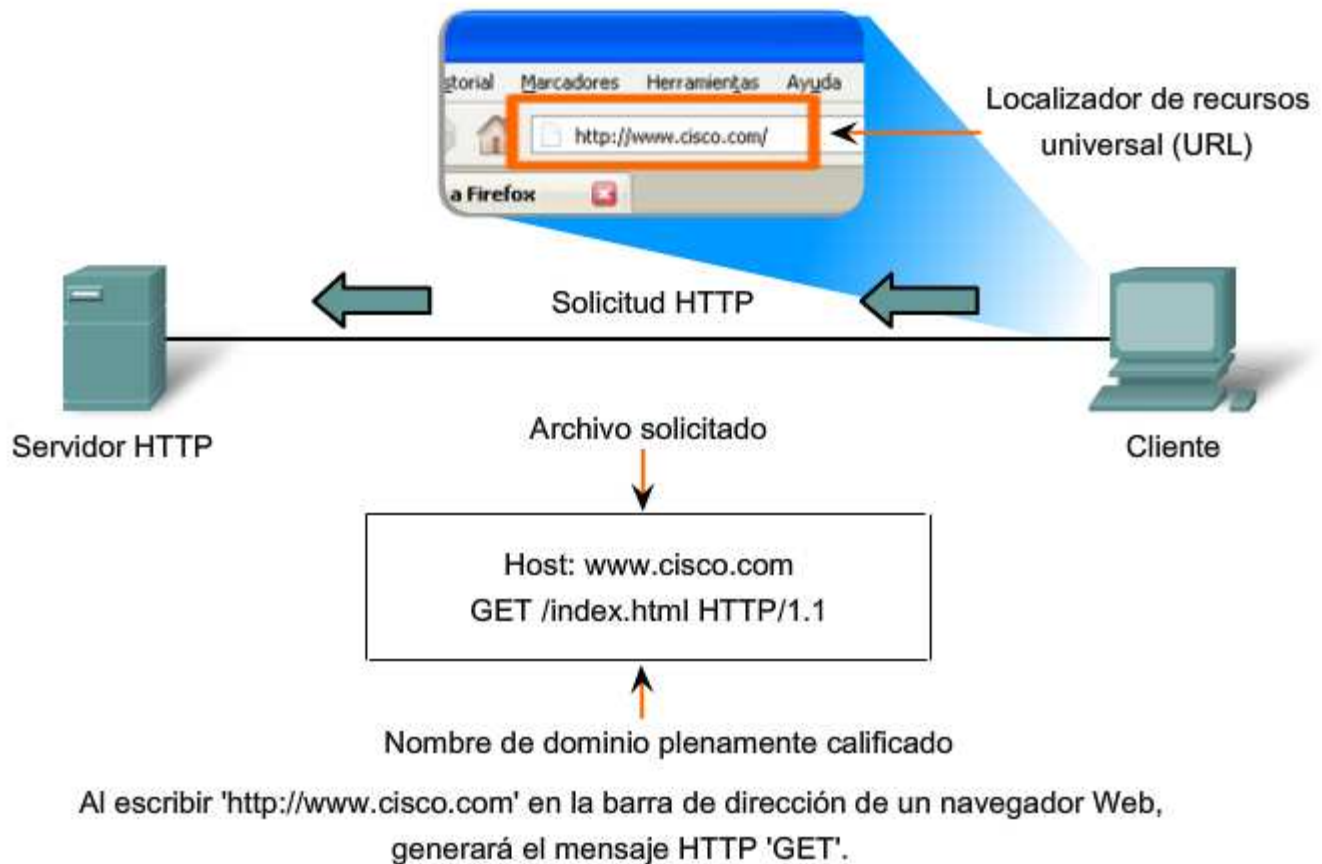 storial Marcadores Herramientas Ayuda
http://www.cisco.com/
a Firefox
Localizador de recursos
universal (URL)
Solicitud HTTP
Servidor HTTP
Cliente
Archivo solicitado
Host: www.cisco.com
GET /index.html HTTP/1.1
Nombre de dominio plenamente calificado
Al escribir 'http://www.cisco.com' en la barra de dirección de un navegador Web,
generará el mensaje HTTP 'GET'.